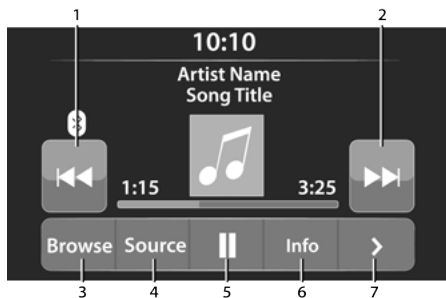 1 2
10:10
Artist Name
Song Title
1:15 3:25
Browse Source Info
3 4 5 6 7